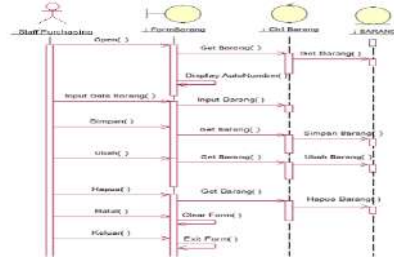 : Staff Purchasing
: FormBarang
: Ctrl Barang
: BARANG
Open( )
Get Barang( )
Get Barang( )
Display AutoNumber( )
Input Data Barang( )
Input Barang( )
Simpan( )
Get Barang( )
Simpan Barang( )
Ubah( )
Get Barang( )
Ubah Barang( )
Hapus( )
Get Barang( )
Hapus Barang( )
Batal( )
Clear Form( )
Keluar( )
Exit Form( )